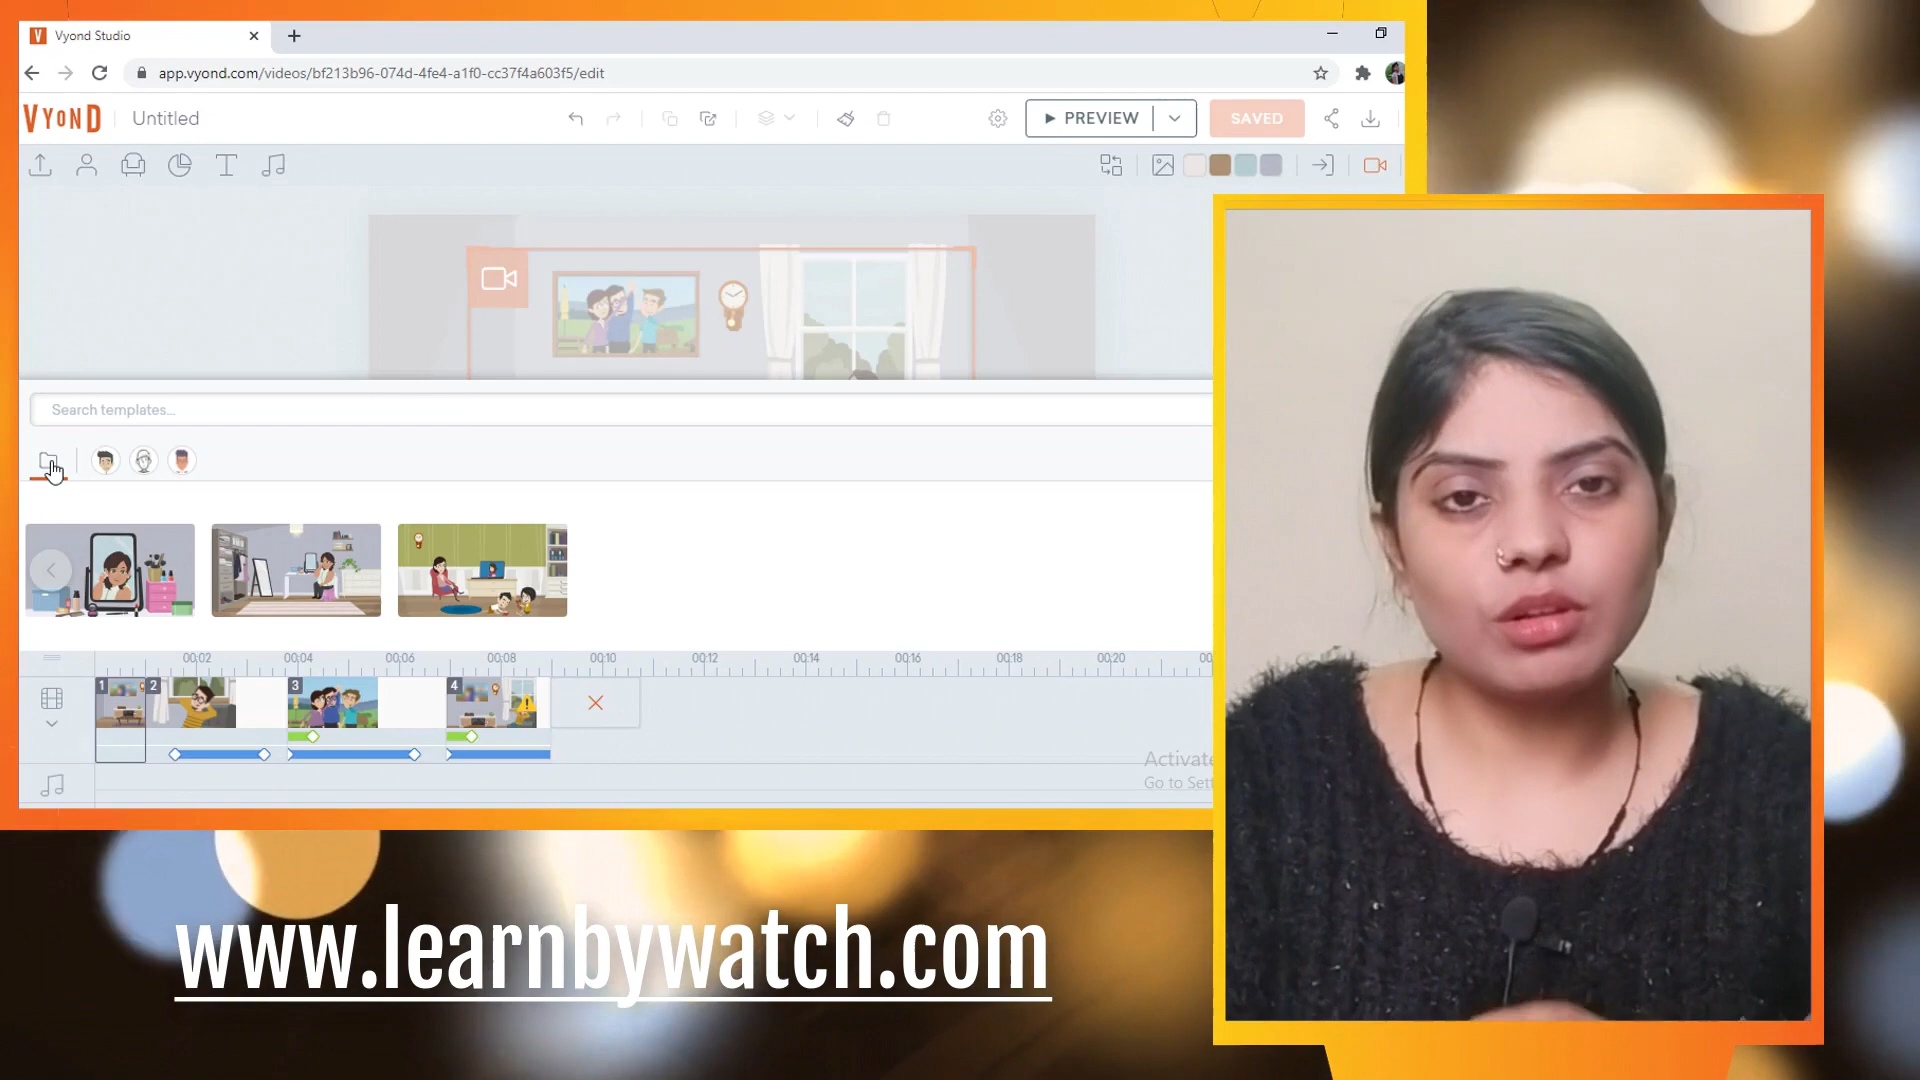 Vyond Studio
app.vyond.com/videos/bf213b96-074d-4fe4-a1f0-cc37f4a603f5/edit
VYOND
Untitled
PREVIEW
SAVED
Search templates...
00:02 00:04 00:06 00:08 00:10 00:12 00:14 00:16 00:18 00:20
1 2 3 4
Activate
Go to Sett
www.learnbywatch.com